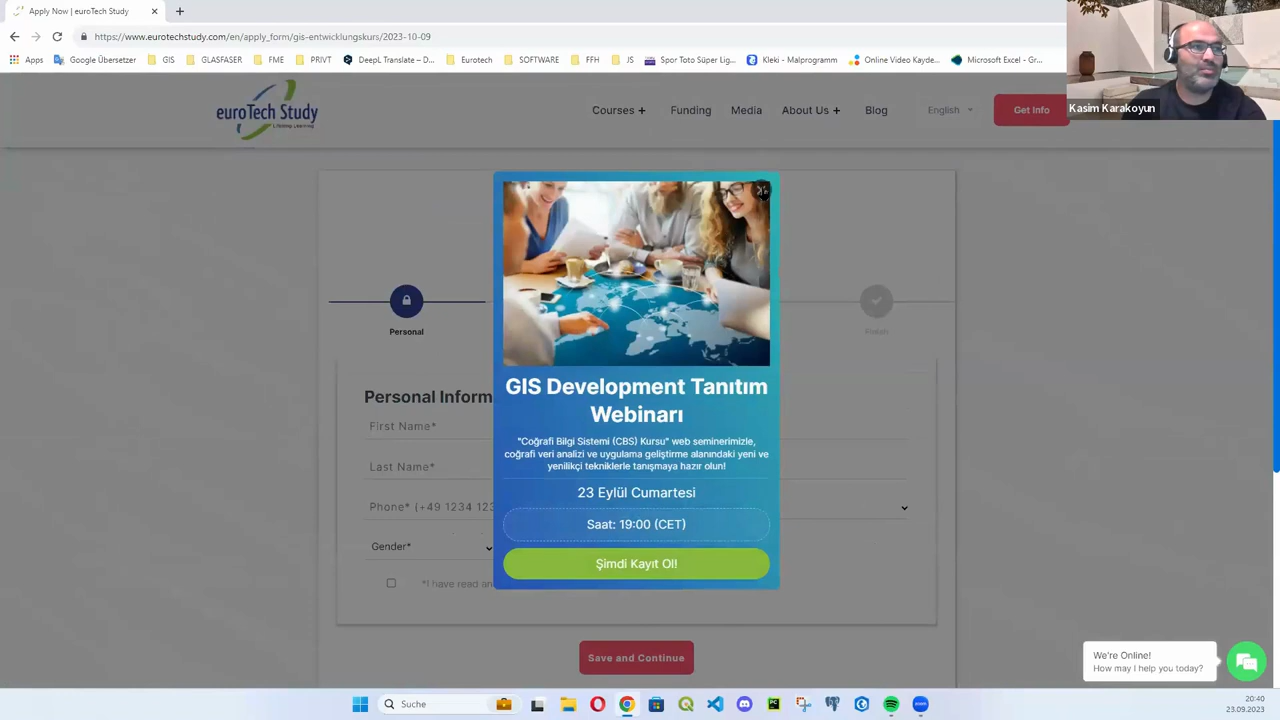 Apply Now | euroTech Study
https://www.eurotechstudy.com/en/apply_form/gis-entwicklungskurs/2023-10-09
Apps Google Übersetzer GIS GLASFASER FME PRIVT DeepL Translate – D... Eurotech SOFTWARE FFH JS Spor Toto Süper Lig... Kleki - Malprogramm Online Video Kayde... Microsoft Excel - Gr...
Kasim Karakoyun
euroTech Study
Courses + Funding Media About Us + Blog English Get Info
Personal
Finish
Personal Inform
First Name*
Last Name*
Phone* (+49 1234 123
Gender*
*I have read an
GIS Development Tanıtım
Webinarı
"Coğrafi Bilgi Sistemi (CBS) Kursu" web seminerimizle,
coğrafi veri analizi ve uygulama geliştirme alanındaki yeni ve
yenilikçi tekniklerle tanışmaya hazır olun!
23 Eylül Cumartesi
Saat: 19:00 (CET)
Şimdi Kayıt Ol!
Save and Continue
We're Online!
How may I help you today?
Suche
20:40
23.09.2023